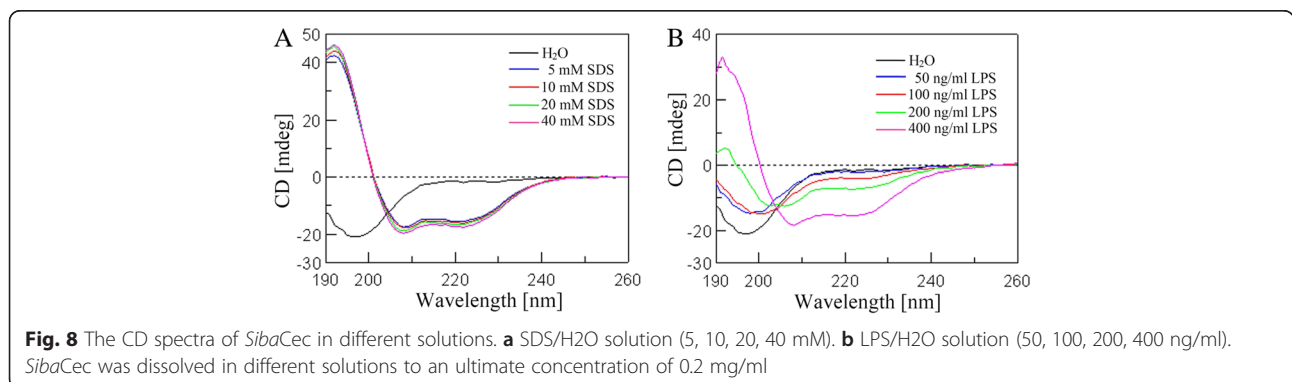 A
50
40
20
0
-20
-30
CD [mdeg]
H₂O
5 mM SDS
10 mM SDS
20 mM SDS
40 mM SDS
190 200 220 240 260
Wavelength [nm]
B
40
20
0
-20
-30
CD [mdeg]
H₂O
50 ng/ml LPS
100 ng/ml LPS
200 ng/ml LPS
400 ng/ml LPS
190 200 220 240 260
Wavelength [nm]
Fig. 8 The CD spectra of SibaCec in different solutions. a SDS/H2O solution (5, 10, 20, 40 mM). b LPS/H2O solution (50, 100, 200, 400 ng/ml).
SibaCec was dissolved in different solutions to an ultimate concentration of 0.2 mg/ml